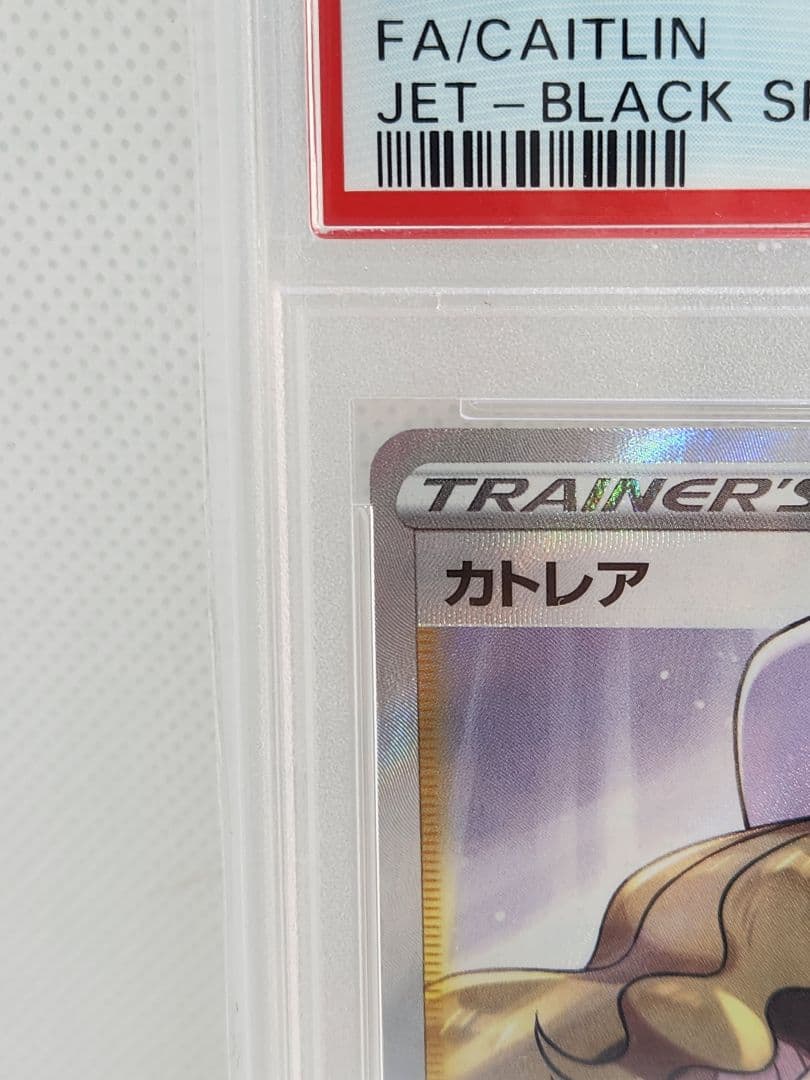 FA/CAITLIN
JET-BLACK
TRAINER'S
カトレア